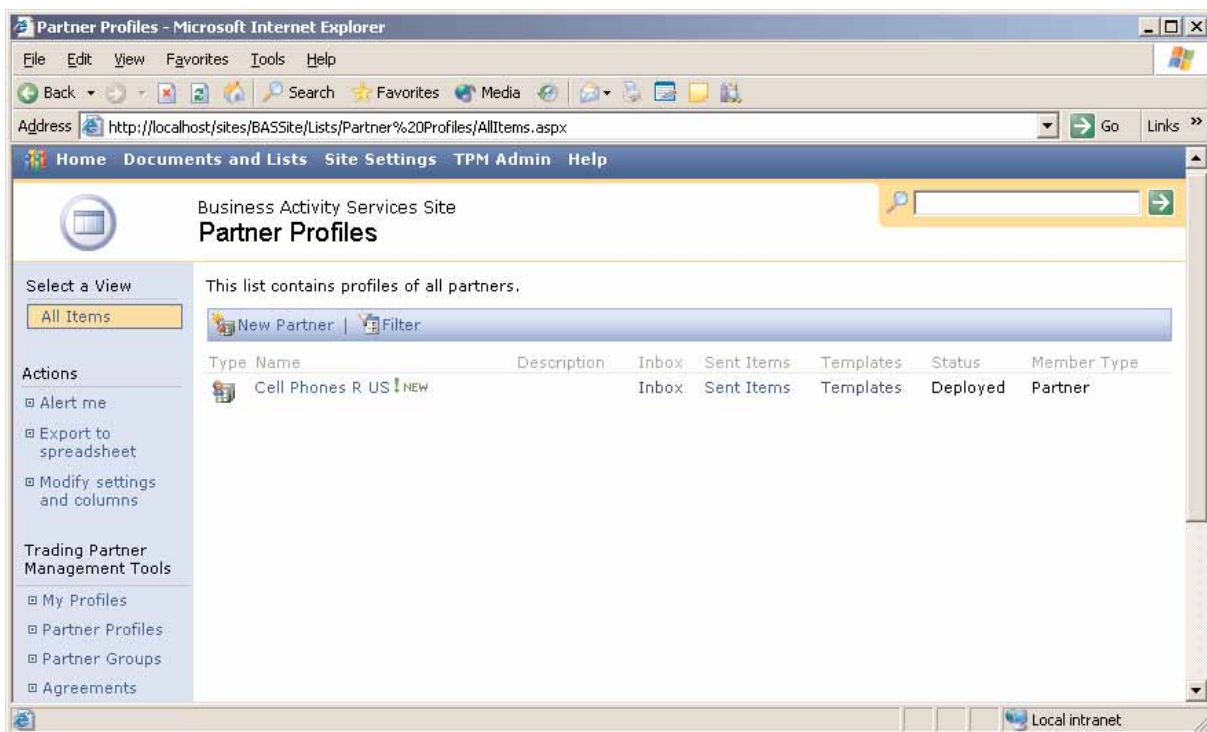 Partner Profiles - Microsoft Internet Explorer
File Edit View Favorites Tools Help
Back Search Favorites Media
Address http://localhost/sites/BASSite/Lists/Partner%20Profiles/AllItems.aspx Go Links »
Home Documents and Lists Site Settings TPM Admin Help
Business Activity Services Site
Partner Profiles
Select a View
All Items
Actions
Alert me
Export to
spreadsheet
Modify settings
and columns
Trading Partner
Management Tools
My Profiles
Partner Profiles
Partner Groups
Agreements
This list contains profiles of all partners.
New Partner | Filter
Type Name Description Inbox Sent Items Templates Status Member Type
Cell Phones R US ! NEW Inbox Sent Items Templates Deployed Partner
Local intranet